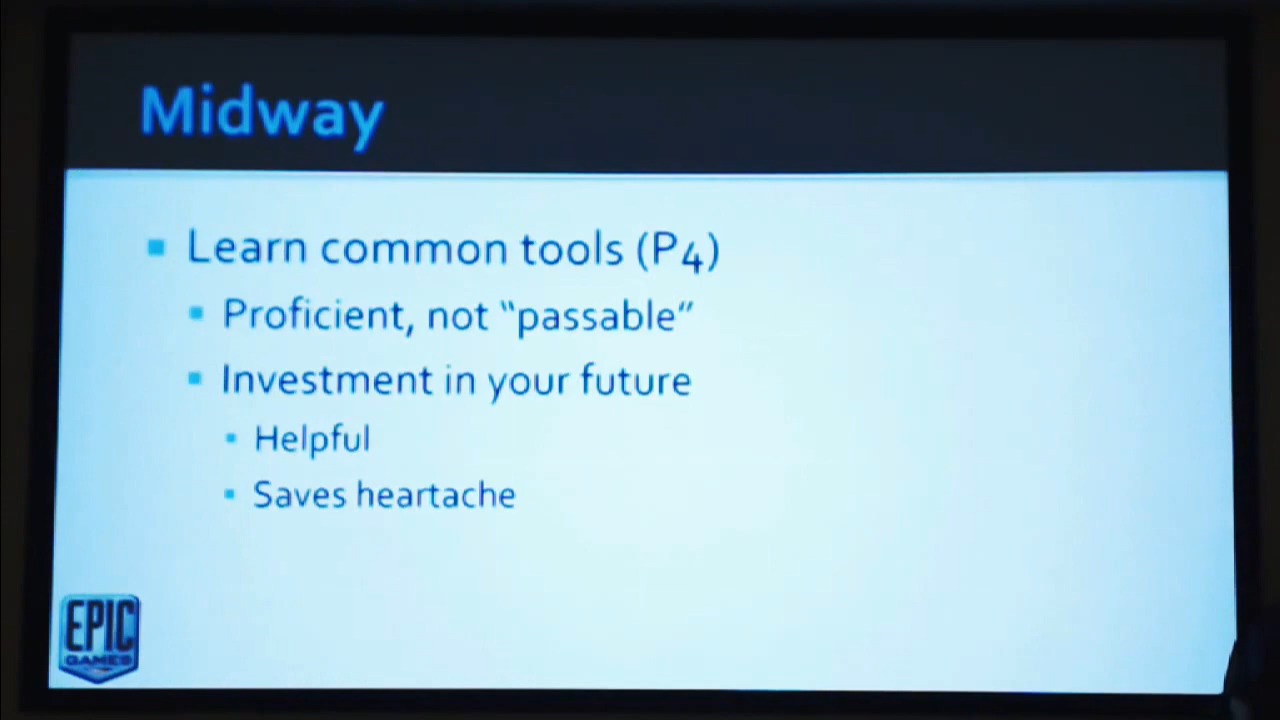 Midway
Learn common tools (P4)
Proficient, not “passable”
Investment in your future
Helpful
Saves heartache
EPIC
GAMES